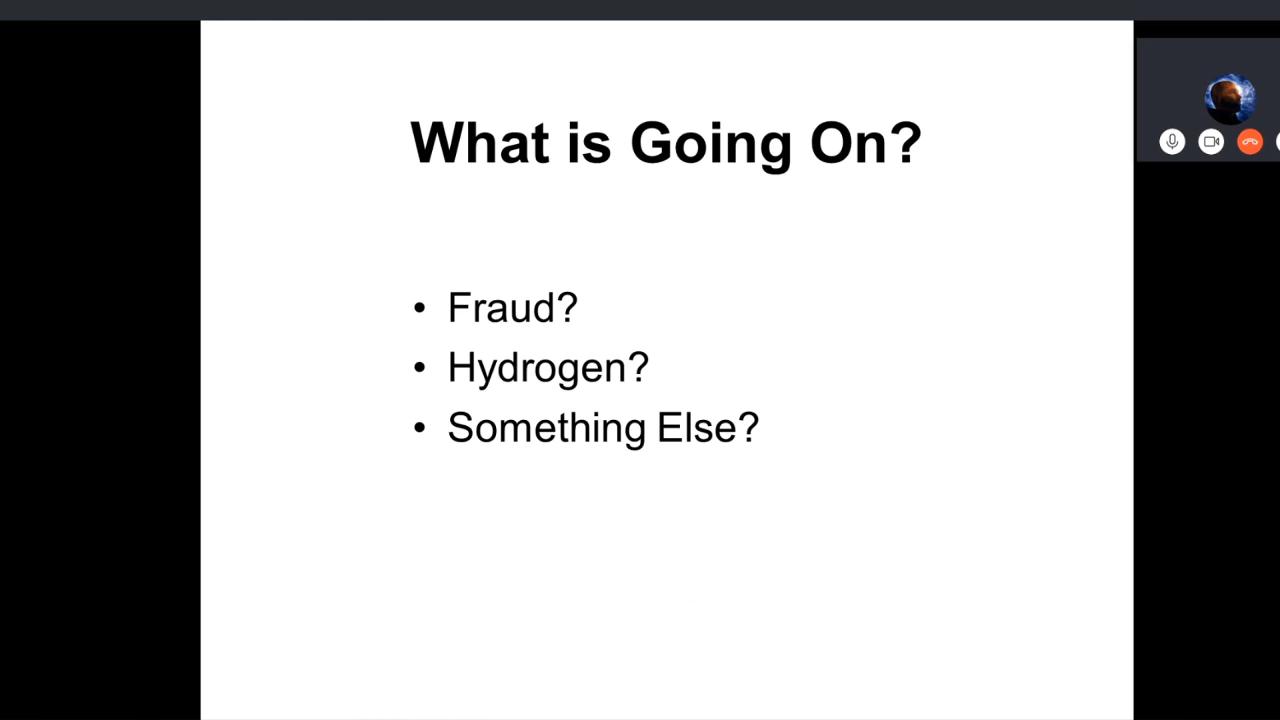 What is Going On?
• Fraud?
• Hydrogen?
• Something Else?